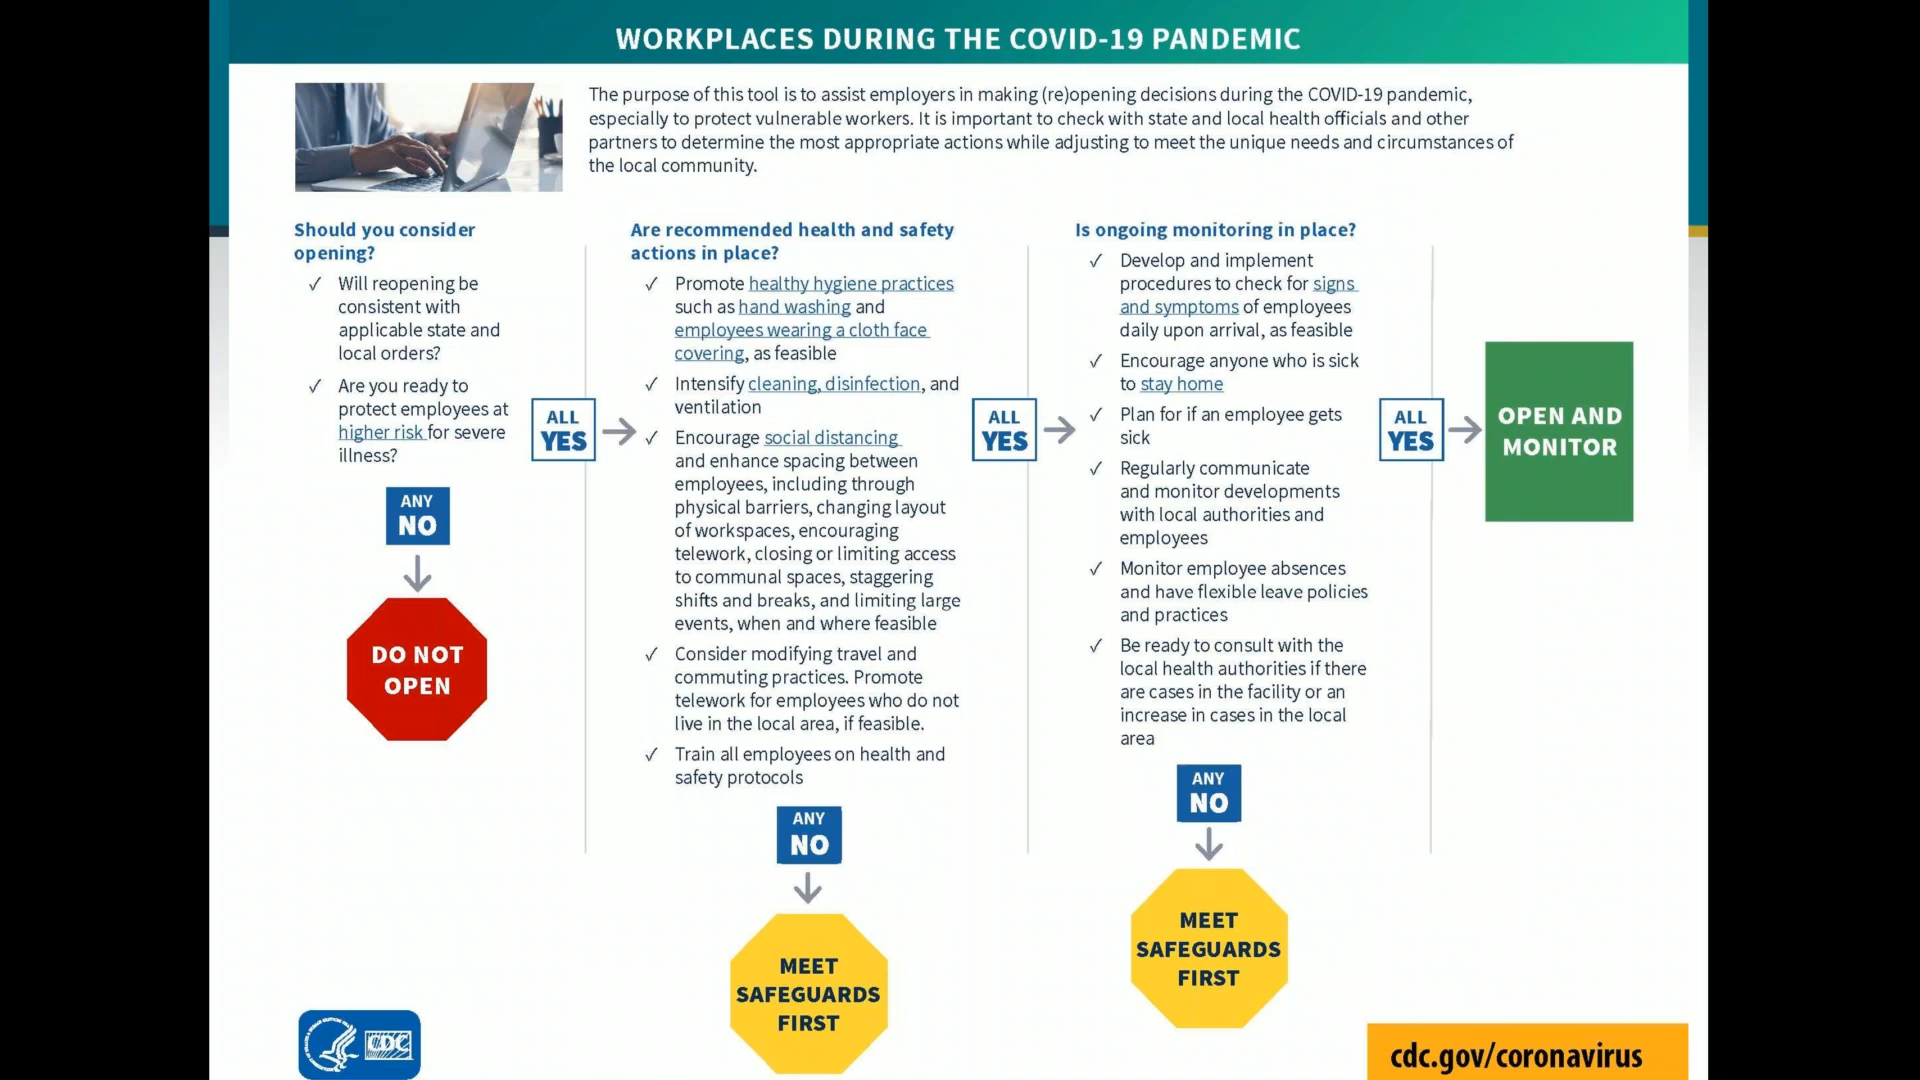 WORKPLACES DURING THE COVID-19 PANDEMIC
The purpose of this tool is to assist employers in making (re)opening decisions during the COVID-19 pandemic,
especially to protect vulnerable workers. It is important to check with state and local health officials and other
partners to determine the most appropriate actions while adjusting to meet the unique needs and circumstances of
the local community.
Should you consider
opening?
✓ Will reopening be
consistent with
applicable state and
local orders?
✓ Are you ready to
protect employees at
higher risk for severe
illness?
ANY
NO
DO NOT
OPEN
ALL
YES
Are recommended health and safety
actions in place?
✓ Promote healthy hygiene practices
such as hand washing and
employees wearing a cloth face
covering, as feasible
✓ Intensify cleaning, disinfection, and
ventilation
✓ Encourage social distancing
and enhance spacing between
employees, including through
physical barriers, changing layout
of workspaces, encouraging
telework, closing or limiting access
to communal spaces, staggering
shifts and breaks, and limiting large
events, when and where feasible
✓ Consider modifying travel and
commuting practices. Promote
telework for employees who do not
live in the local area, if feasible.
✓ Train all employees on health and
safety protocols
ANY
NO
MEET
SAFEGUARDS
FIRST
ALL
YES
Is ongoing monitoring in place?
✓ Develop and implement
procedures to check for signs
and symptoms of employees
daily upon arrival, as feasible
✓ Encourage anyone who is sick
to stay home
✓ Plan for if an employee gets
sick
✓ Regularly communicate
and monitor developments
with local authorities and
employees
✓ Monitor employee absences
and have flexible leave policies
and practices
✓ Be ready to consult with the
local health authorities if there
are cases in the facility or an
increase in cases in the local
area
ANY
NO
MEET
SAFEGUARDS
FIRST
ALL
YES
OPEN AND
MONITOR
CDC
cdc.gov/coronavirus